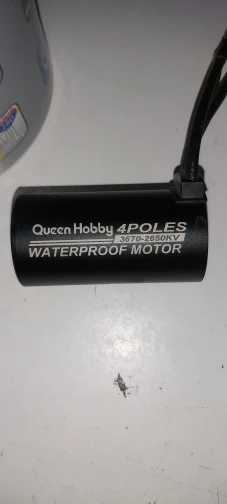 Queen Hobby 4POLES
3670-2650KV
WATERPROOF MOTOR